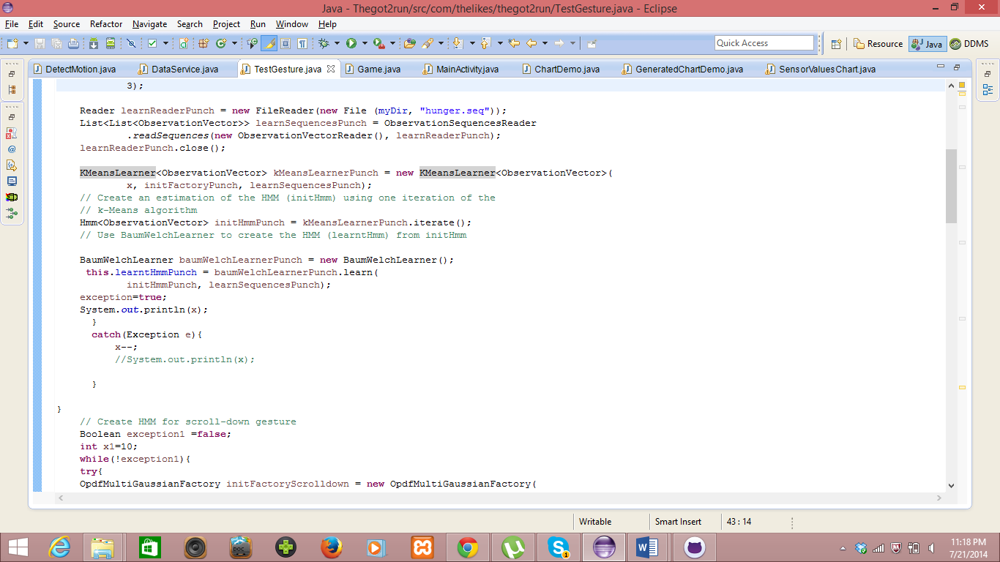 Java - Thegot2run/src/com/thelikes/thegot2run/TestGesture.java - Eclipse
File Edit Source Refactor Navigate Search Project Run Window Help
Quick Access
Resource Java DDMS
DetectMotion.java DataService.java TestGesture.java Game.java MainActivity.java ChartDemo.java GeneratedChartDemo.java SensorValuesChart.java
3);
Reader learnReaderPunch = new FileReader(new File (myDir, "hunger.seq"));
List<List<ObservationVector>> learnSequencesPunch = ObservationSequencesReader
.readSequences(new ObservationVectorReader(), learnReaderPunch);
learnReaderPunch.close();
KMeansLearner<ObservationVector> kMeansLearnerPunch = new KMeansLearner<ObservationVector>(
x, initFactoryPunch, learnSequencesPunch);
// Create an estimation of the HMM (initHmm) using one iteration of the
// k-Means algorithm
Hmm<ObservationVector> initHmmPunch = kMeansLearnerPunch.iterate();
// Use BaumWelchLearner to create the HMM (learntHmm) from initHmm
BaumWelchLearner baumWelchLearnerPunch = new BaumWelchLearner();
this.learntHmmPunch = baumWelchLearnerPunch.learn(
initHmmPunch, learnSequencesPunch);
exception=true;
System.out.println(x);
}
catch(Exception e){
x--;
//System.out.println(x);
}
}
// Create HMM for scroll-down gesture
Boolean exception1 =false;
int x1=10;
while(!exception1){
try{
OpdfMultiGaussianFactory initFactoryScrolldown = new OpdfMultiGaussianFactory(
Writable Smart Insert 43 : 14
11:18 PM
7/21/2014